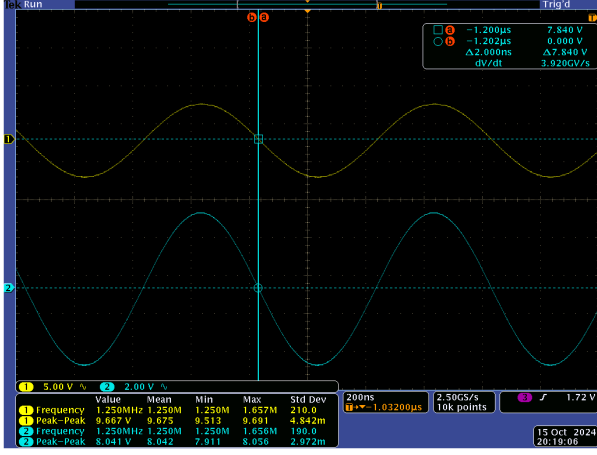 Tek Run Trig'd
b a T
a −1.200μs 7.840 V
b −1.202μs 0.000 V
Δ2.000ns Δ7.840 V
dV/dt 3.920GV/s
1
2
1 5.00 V 2 2.00 V
Value Mean Min Max Std Dev
1 Frequency 1.250MHz 1.250M 1.250M 1.657M 210.0
1 Peak-Peak 9.667 V 9.675 9.513 9.691 4.842m
2 Frequency 1.250MHz 1.250M 1.250M 1.656M 190.0
2 Peak-Peak 8.041 V 8.042 7.911 8.056 2.972m
200ns
T→▼−1.03200μs
2.50GS/s
10k points
3 ∫ 1.72 V
15 Oct 2024
20:19:06